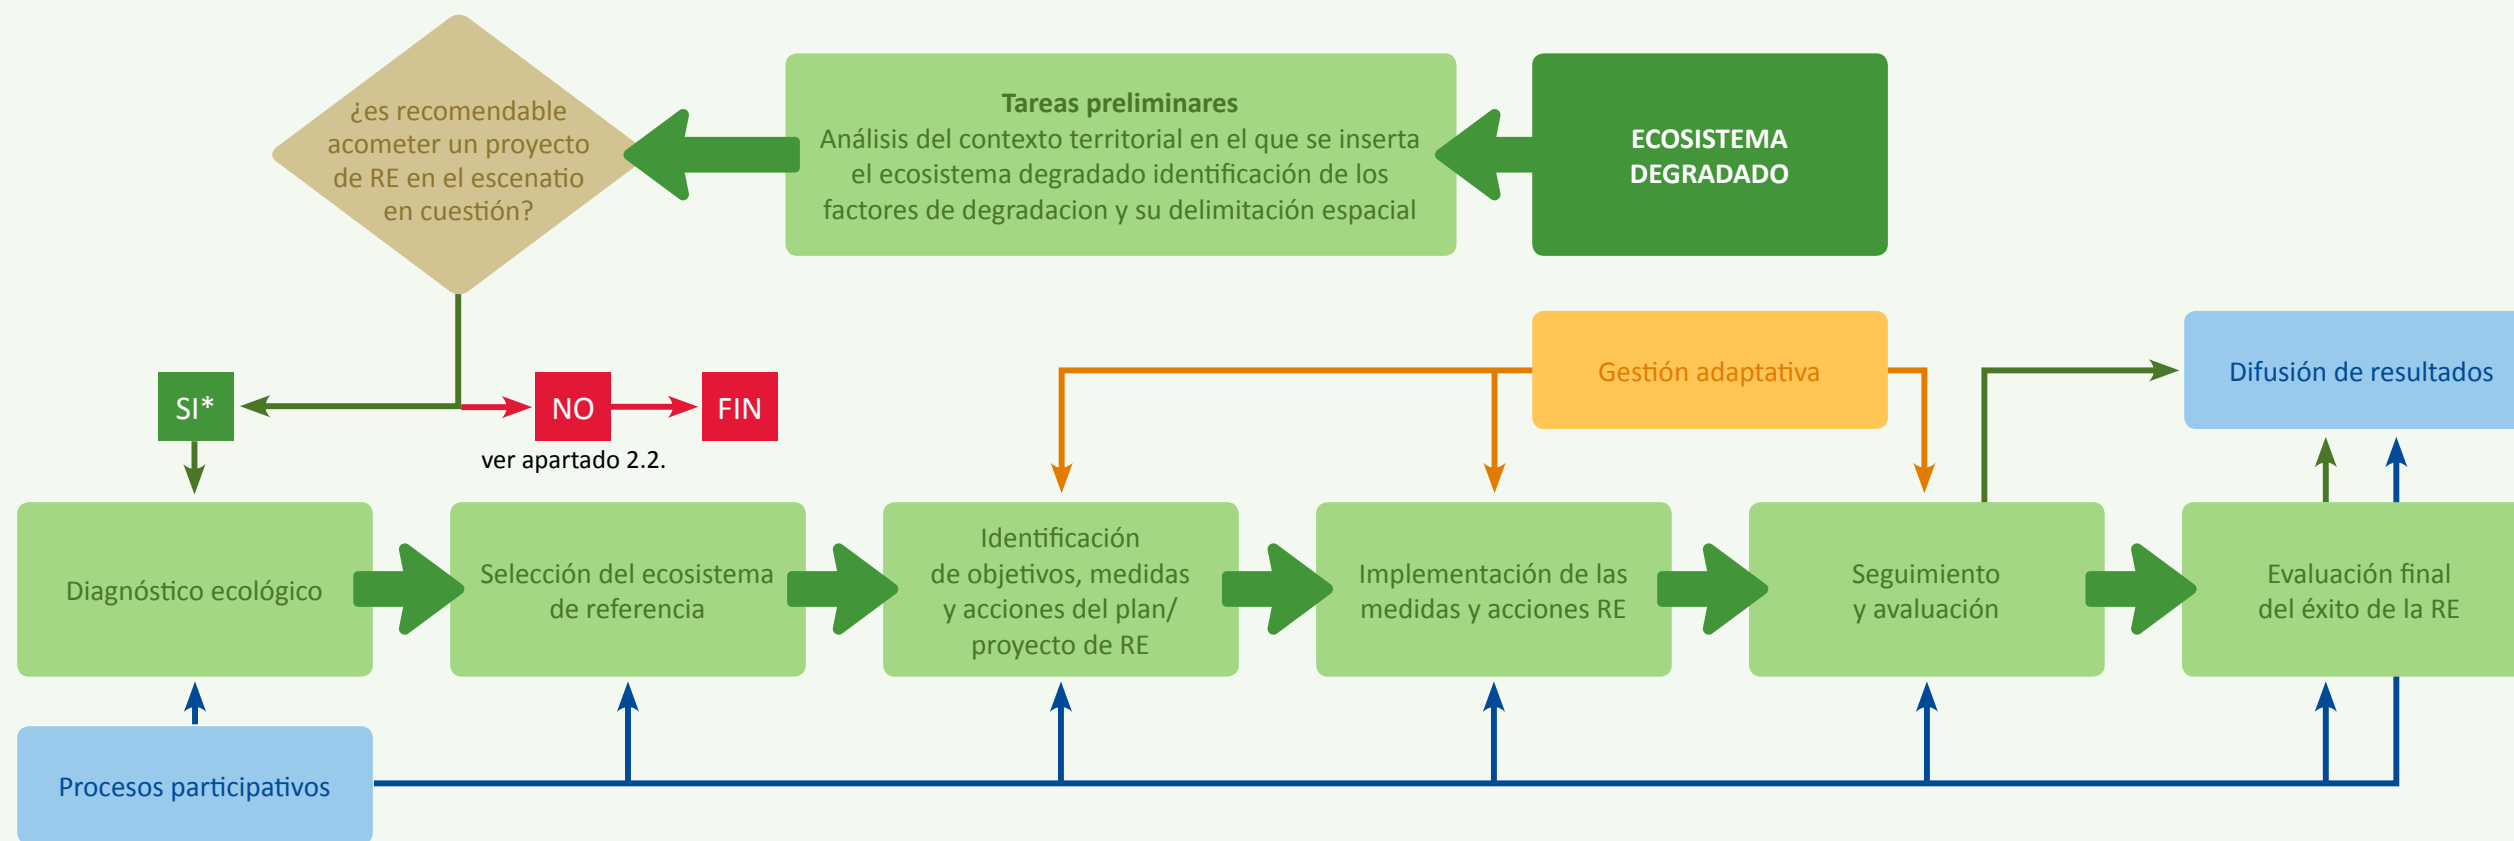 ¿es recomendable
acometer un proyecto
de RE en el escenatio
en cuestión?
Tareas preliminares
Análisis del contexto territorial en el que se inserta
el ecosistema degradado identificación de los
factores de degradacion y su delimitación espacial
ECOSISTEMA
DEGRADADO
SI*
NO
FIN
ver apartado 2.2.
Gestión adaptativa
Difusión de resultados
Diagnóstico ecológico
Selección del ecosistema
de referencia
Identificación
de objetivos, medidas
y acciones del plan/
proyecto de RE
Implementación de las
medidas y acciones RE
Seguimiento
y evaluación
Evaluación final
del éxito de la RE
Procesos participativos